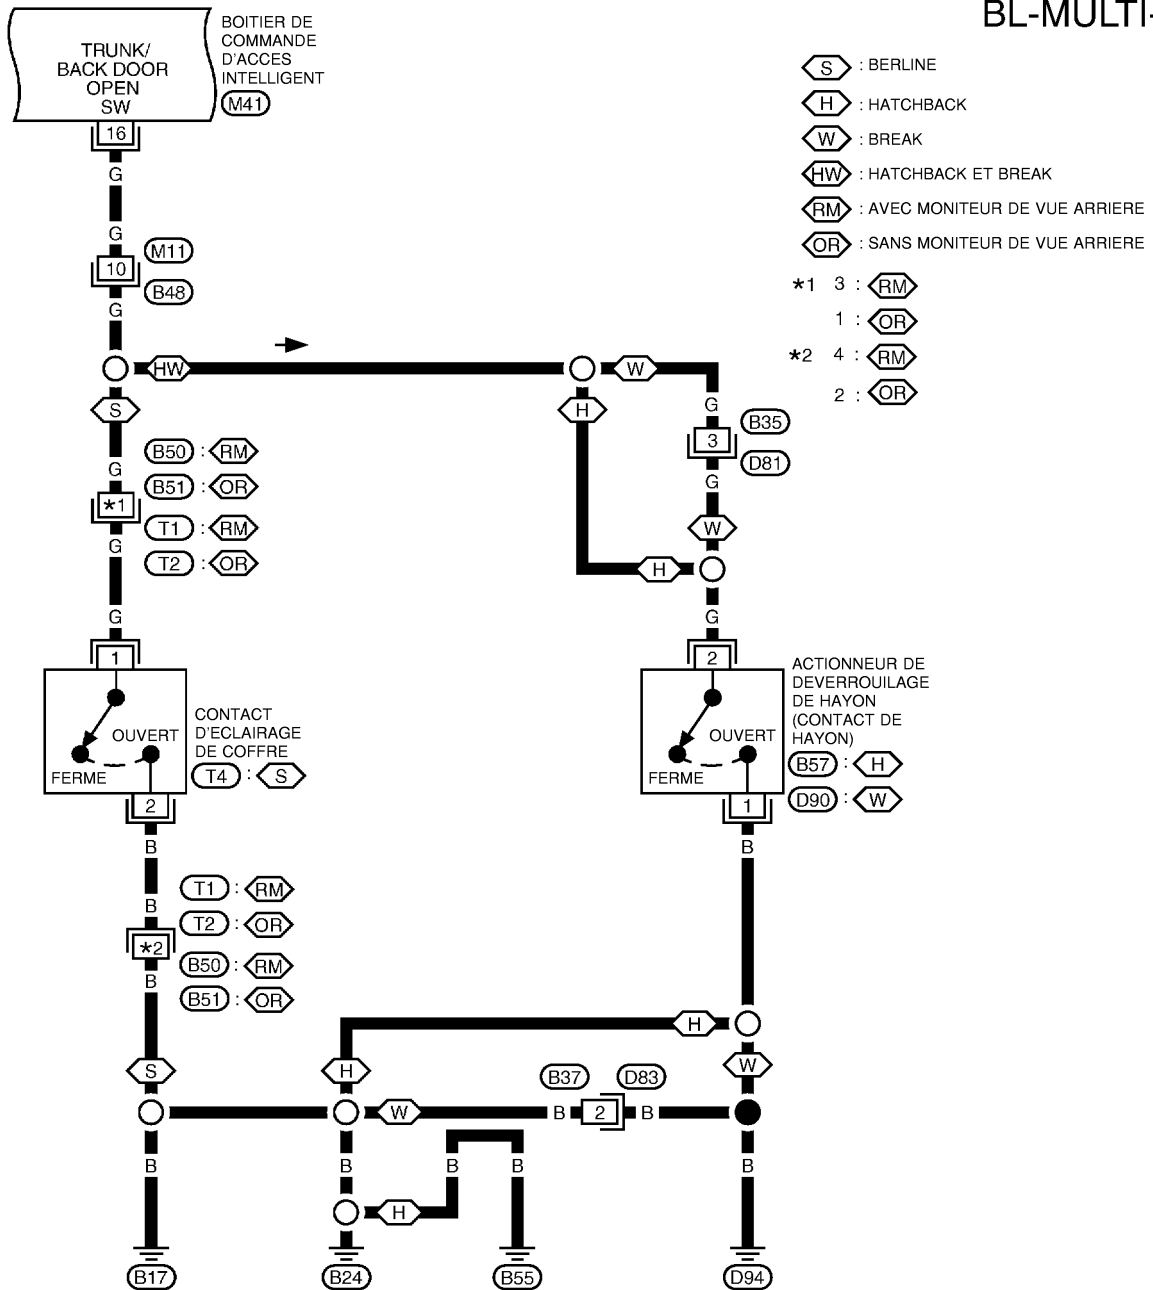 BL-MULTI-
BOITIER DE
COMMANDE
D'ACCES
INTELLIGENT
M41
TRUNK/
BACK DOOR
OPEN
SW
16
G
G
M11
10
B48
G
S : BERLINE
H : HATCHBACK
W : BREAK
HW : HATCHBACK ET BREAK
RM : AVEC MONITEUR DE VUE ARRIERE
OR : SANS MONITEUR DE VUE ARRIERE
*1 3 : RM
1 : OR
*2 4 : RM
2 : OR
HW
W
S
H
G
B35
3
D81
G
W
H
G
B50 : RM
B51 : OR
G
*1
T1 : RM
G
T2 : OR
G
1
OUVERT
FERME
CONTACT
D'ECLAIRAGE
DE COFFRE
T4 : S
2
B
2
OUVERT
FERME
ACTIONNEUR DE
DEVERROUILAGE
DE HAYON
(CONTACT DE
HAYON)
B57 : H
D90 : W
1
B
T1 : RM
B
T2 : OR
*2
B50 : RM
B
B51 : OR
H
S
H
W
B37
D83
W
B
2
B
B
B
B
B
B
H
B17
B24
B55
D94